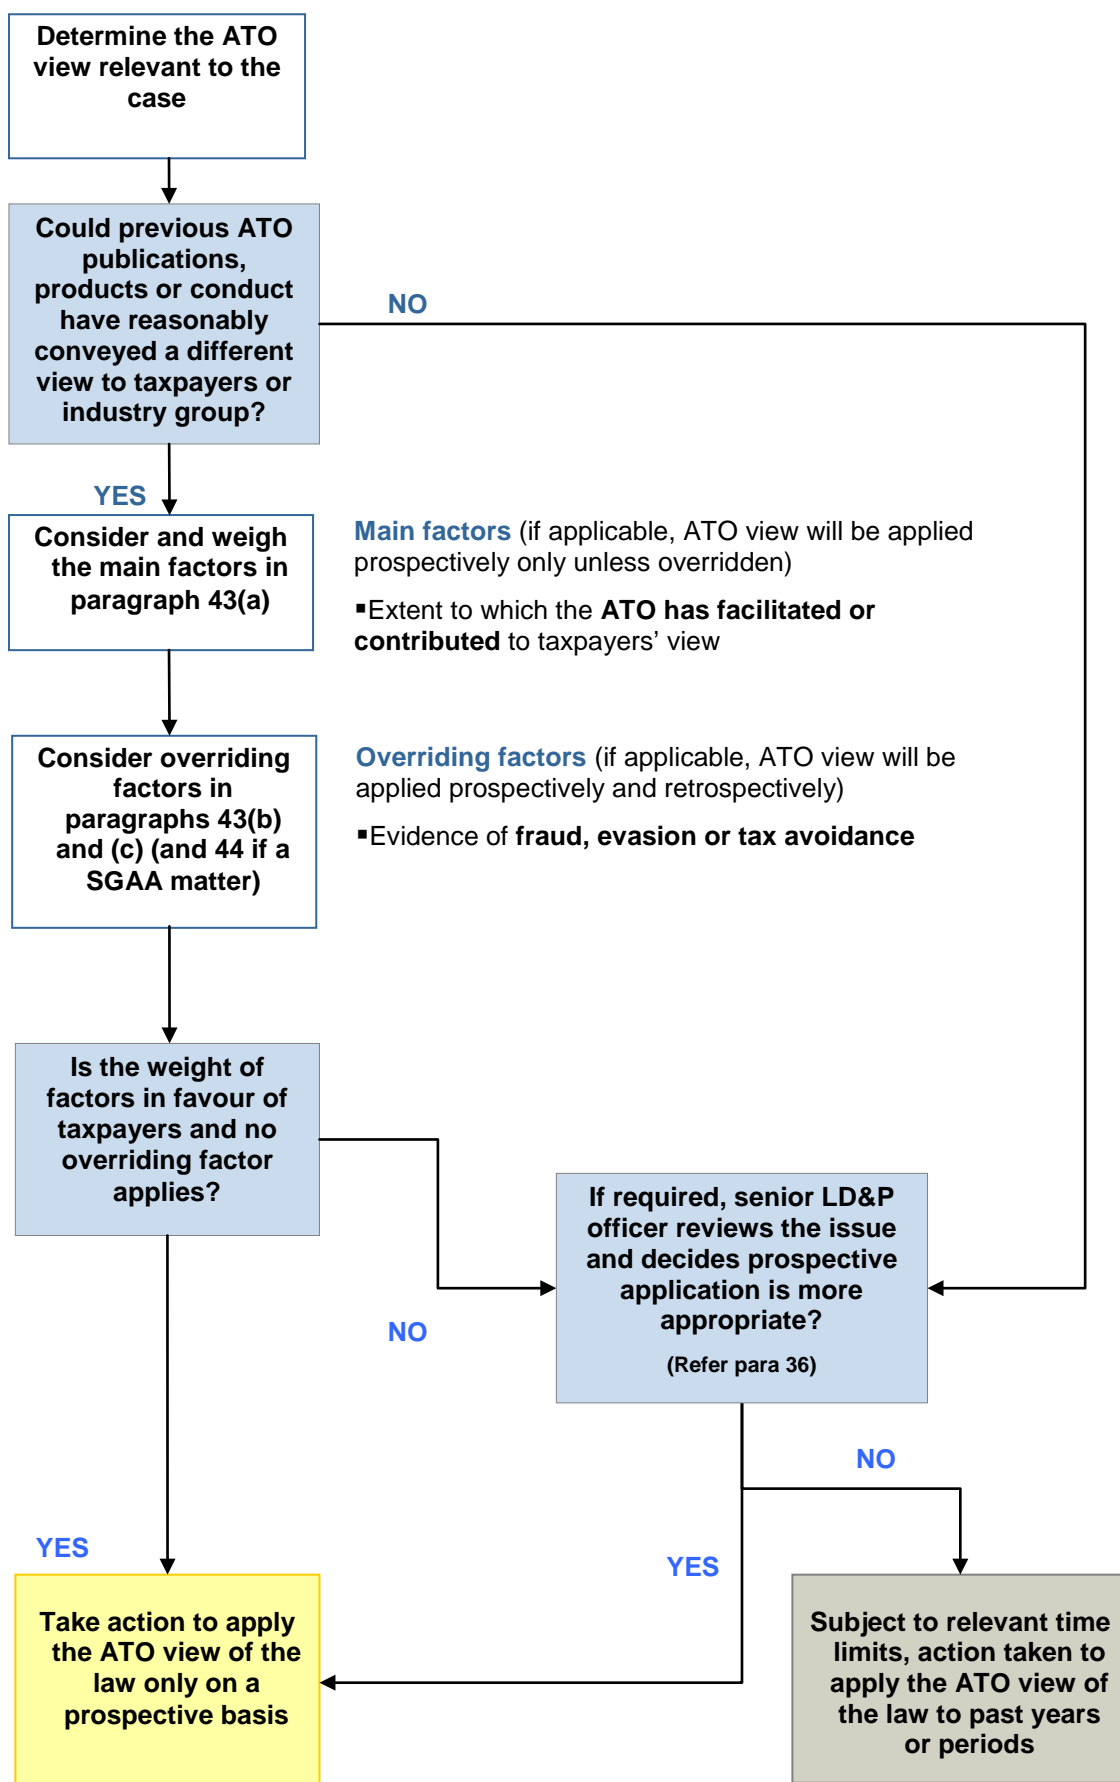 Determine the ATO
view relevant to the
case
Could previous ATO
publications,
products or conduct
have reasonably
conveyed a different
view to taxpayers or
industry group?
NO
YES
Consider and weigh
the main factors in
paragraph 43(a)
Main factors (if applicable, ATO view will be applied
prospectively only unless overridden)
▪Extent to which the ATO has facilitated or
contributed to taxpayers’ view
Consider overriding
factors in
paragraphs 43(b)
and (c) (and 44 if a
SGAA matter)
Overriding factors (if applicable, ATO view will be
applied prospectively and retrospectively)
▪Evidence of fraud, evasion or tax avoidance
Is the weight of
factors in favour of
taxpayers and no
overriding factor
applies?
NO
If required, senior LD&P
officer reviews the issue
and decides prospective
application is more
appropriate?
(Refer para 36)
NO
YES
YES
Take action to apply
the ATO view of the
law only on a
prospective basis
Subject to relevant time
limits, action taken to
apply the ATO view of
the law to past years
or periods